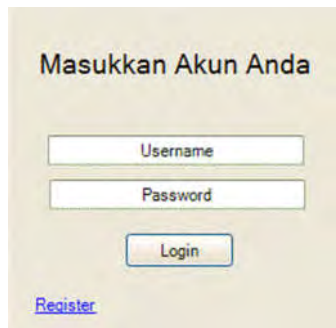 Masukkan Akun Anda
Username
Password
Login
Register